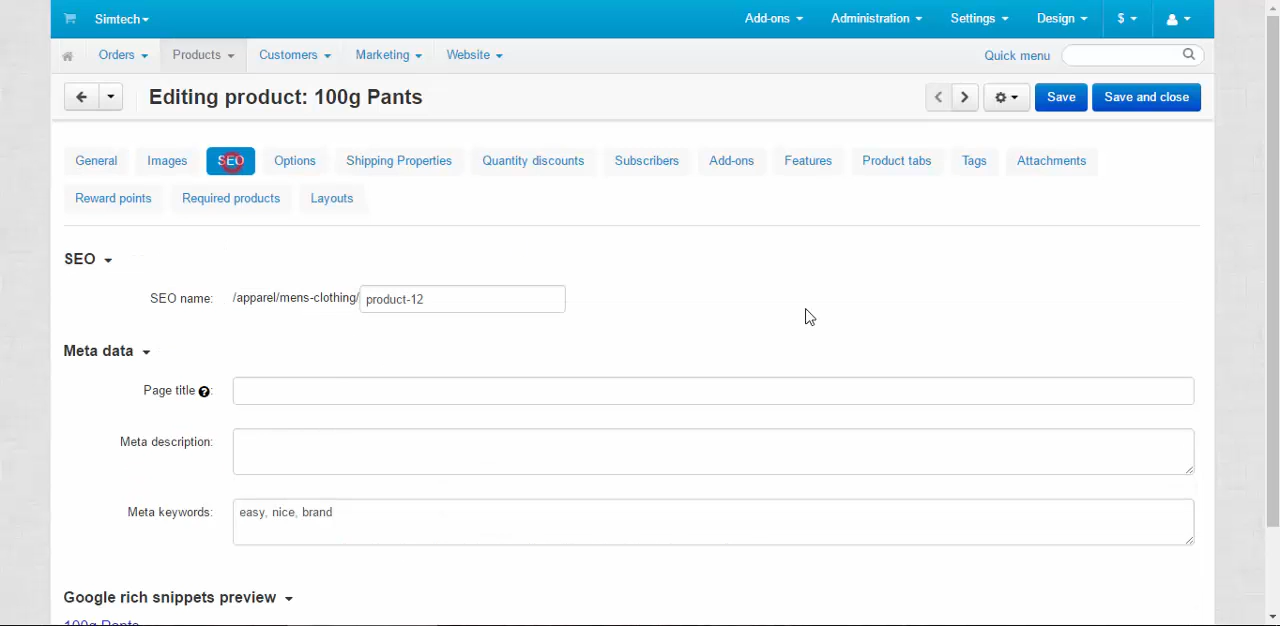 Simtech Add-ons Administration Settings Design $
Orders Products Customers Marketing Website Quick menu
Editing product: 100g Pants Save Save and close
General Images SEO Options Shipping Properties Quantity discounts Subscribers Add-ons Features Product tabs Tags Attachments
Reward points Required products Layouts
SEO
SEO name: /apparel/mens-clothing/ product-12
Meta data
Page title ?:
Meta description:
Meta keywords: easy, nice, brand
Google rich snippets preview
100g Pants